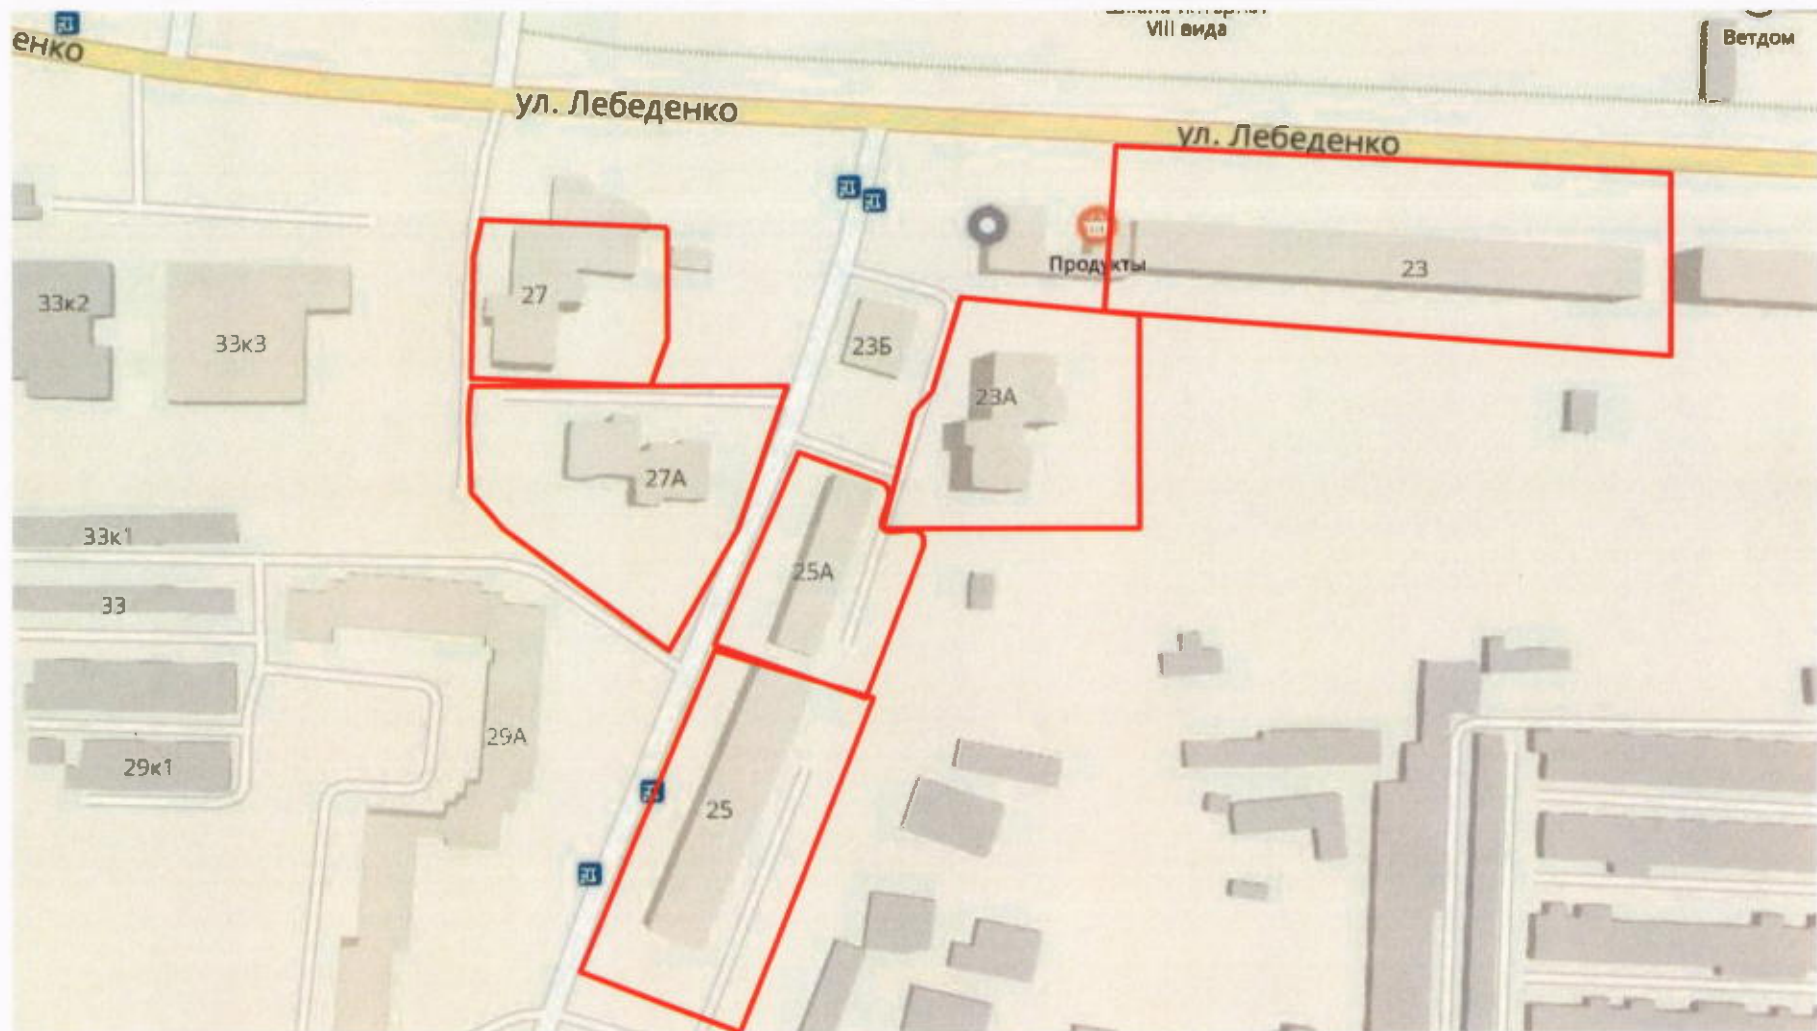 VIII вида
Ветдом
енко
ул. Лебеденко
ул. Лебеденко
Продукты
23
27
33к2
33к3
23Б
23А
27А
33к1
25А
33
29А
29к1
25